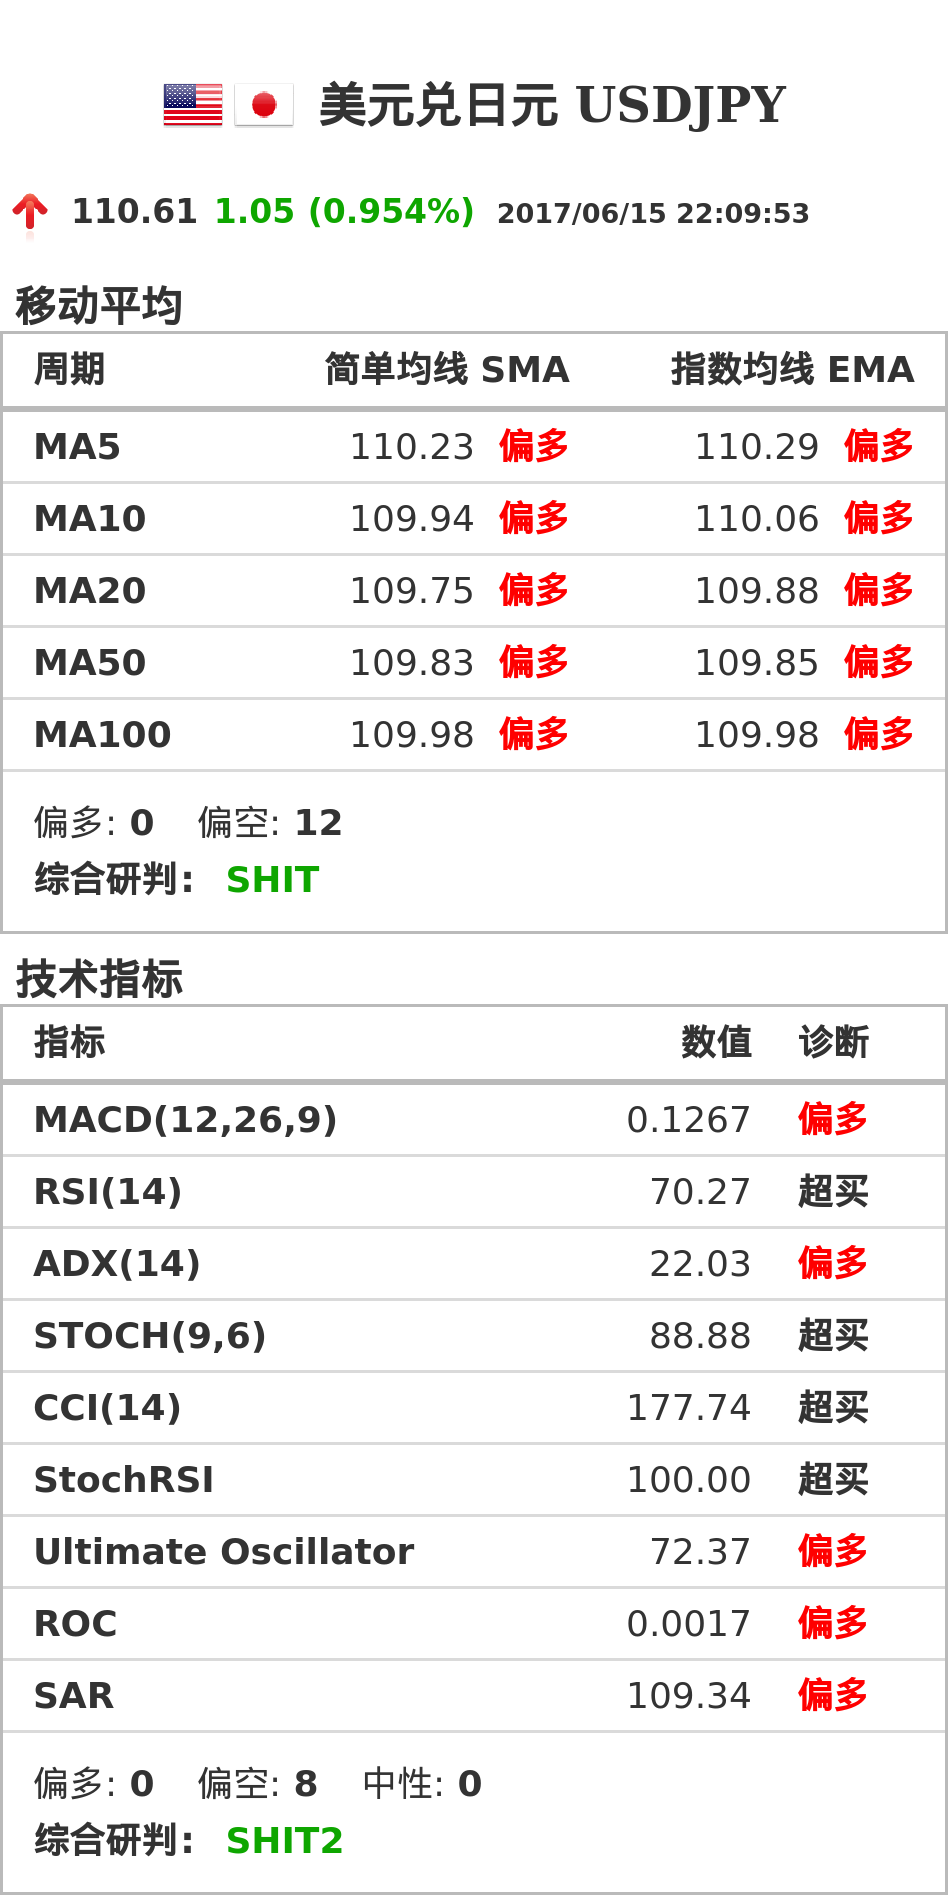 美元兑日元 USDJPY
110.61 1.05 (0.954%) 2017/06/15 22:09:53
移动平均
周期 简单均线 SMA 指数均线 EMA
MA5 110.23 偏多 110.29 偏多
MA10 109.94 偏多 110.06 偏多
MA20 109.75 偏多 109.88 偏多
MA50 109.83 偏多 109.85 偏多
MA100 109.98 偏多 109.98 偏多
偏多: 0 偏空: 12
综合研判: SHIT
技术指标
指标 数值 诊断
MACD(12,26,9) 0.1267 偏多
RSI(14) 70.27 超买
ADX(14) 22.03 偏多
STOCH(9,6) 88.88 超买
CCI(14) 177.74 超买
StochRSI 100.00 超买
Ultimate Oscillator 72.37 偏多
ROC 0.0017 偏多
SAR 109.34 偏多
偏多: 0 偏空: 8 中性: 0
综合研判: SHIT2